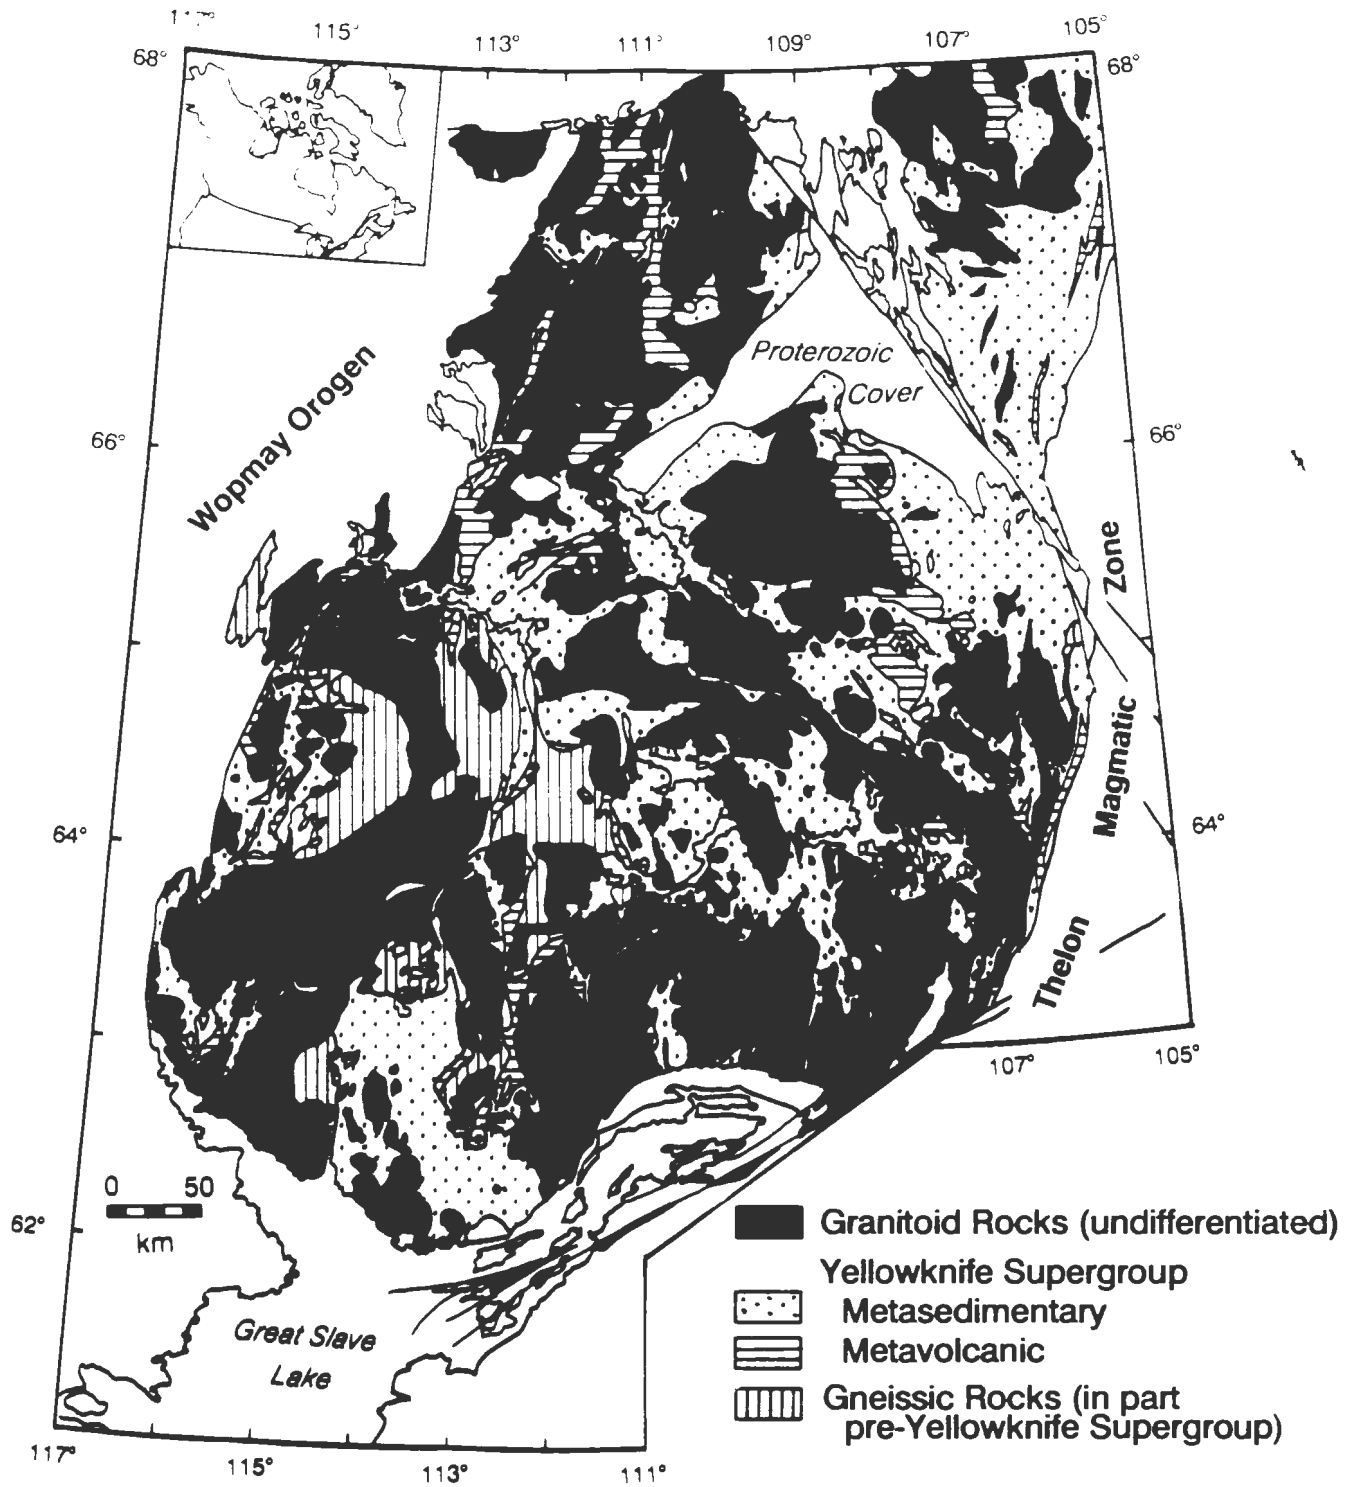 117°
115°
113°
111°
109°
107°
105°
68°
68°
Proterozoic
Cover
Wopmay Orogen
66°
66°
Zone
Magmatic
Thelon
64°
64°
107°
105°
0 50
km
62°
Granitoid Rocks (undifferentiated)
Yellowknife Supergroup
Metasedimentary
Metavolcanic
Gneissic Rocks (in part
pre-Yellowknife Supergroup)
Great Slave
Lake
117°
115°
113°
111°